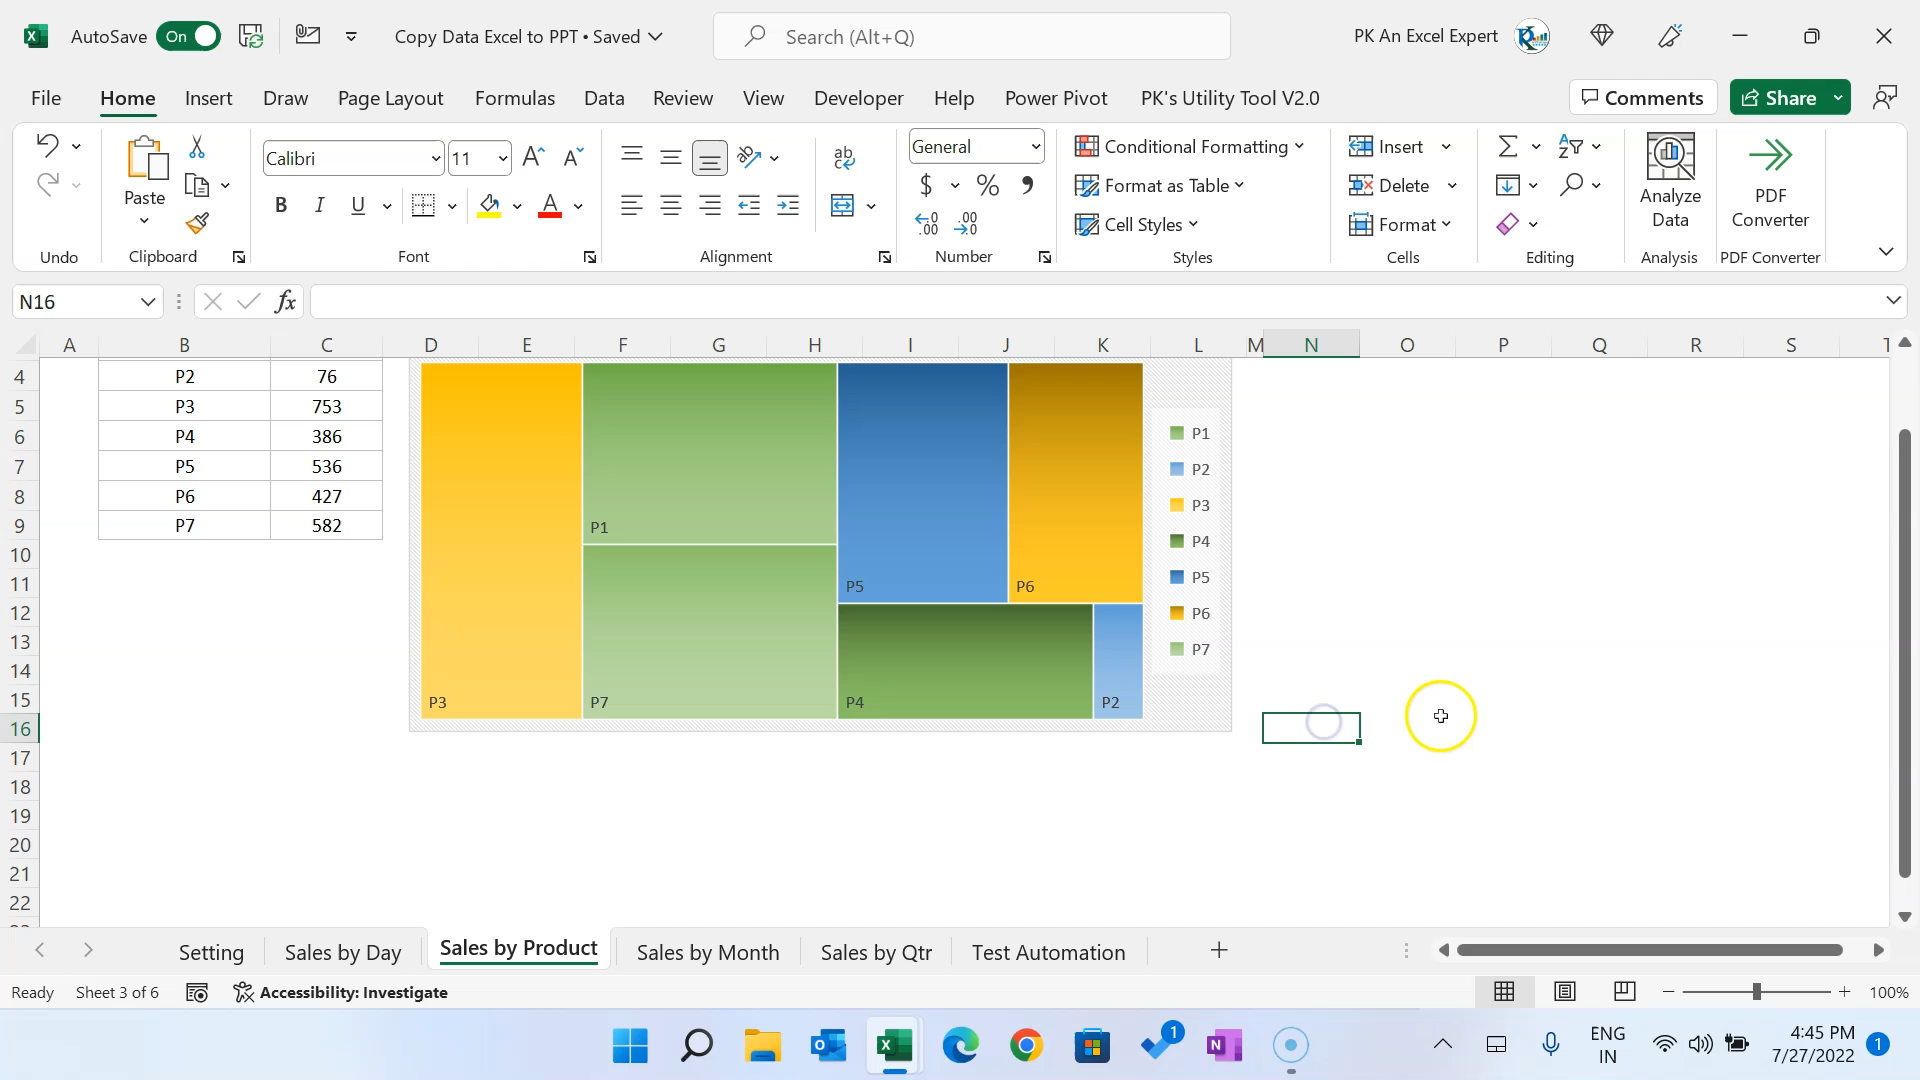 AutoSave On Copy Data Excel to PPT • Saved Search (Alt+Q) PK An Excel Expert
File Home Insert Draw Page Layout Formulas Data Review View Developer Help Power Pivot PK's Utility Tool V2.0 Comments Share
Paste Calibri 11 General Conditional Formatting Insert
B I U $ % Format as Table Delete
Cell Styles Format
Analyze Data
PDF Converter
Undo Clipboard Font Alignment Number Styles Cells Editing Analysis PDF Converter
N16 fx
A B C D E F G H I J K L M N O P Q R S T
4 P2 76
5 P3 753
6 P4 386
7 P5 536
8 P6 427
9 P7 582
10
11
12
13
14
15
16
17
18
19
20
21
22
P1
P5 P6
P3 P7 P4 P2
P1
P2
P3
P4
P5
P6
P7
Setting Sales by Day Sales by Product Sales by Month Sales by Qtr Test Automation
Ready Sheet 3 of 6 Accessibility: Investigate 100%
1 ENG 4:45 PM
IN 7/27/2022 1